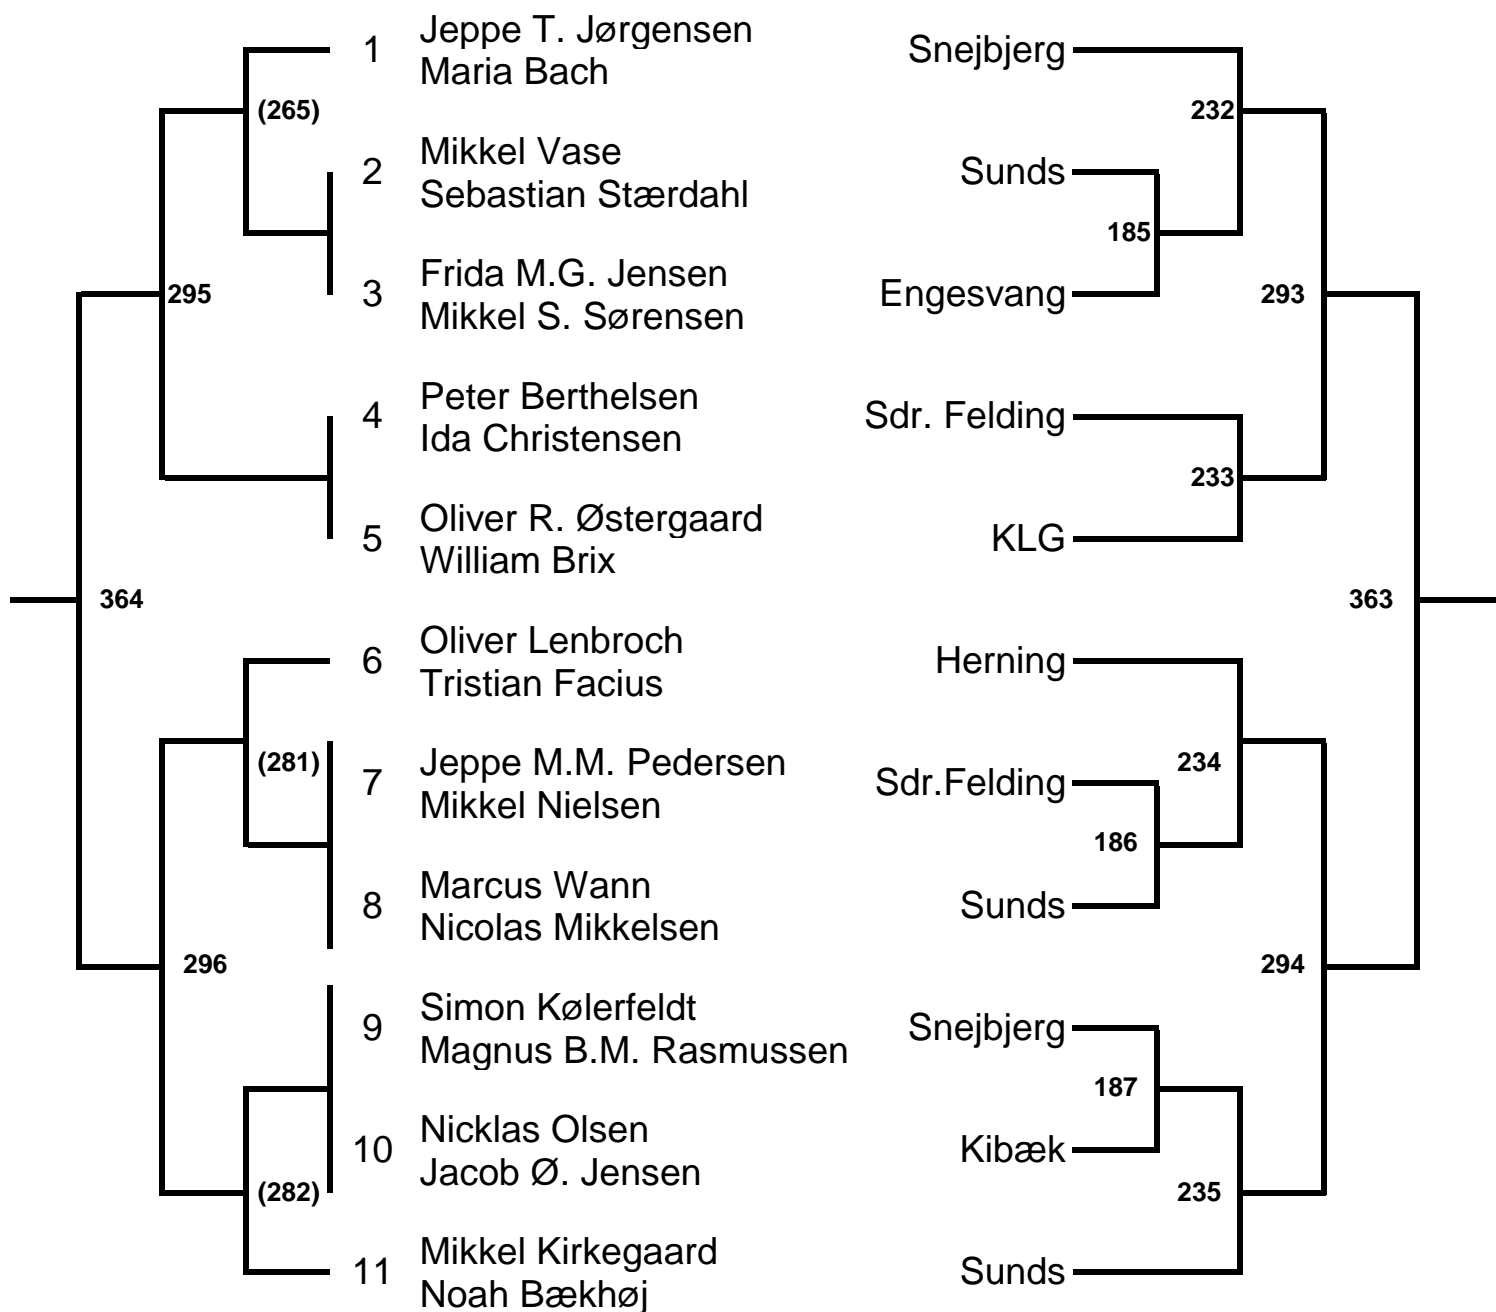 Jeppe T. Jørgensen
1 Snejbjerg
Maria Bach
(265) 232
Mikkel Vase
2 Sunds
Sebastian Stærdahl
185
Frida M.G. Jensen
295 3 Engesvang 293
Mikkel S. Sørensen
Peter Berthelsen
4 Sdr. Felding
Ida Christensen
233
Oliver R. Østergaard
5 KLG
William Brix
364 363
Oliver Lenbroch
6 Herning
Tristian Facius
(281) 234
Jeppe M.M. Pedersen
7 Sdr.Felding
Mikkel Nielsen
186
Marcus Wann
8 Sunds
Nicolas Mikkelsen
296 294
Simon Kølerfeldt
9 Snejbjerg
Magnus B.M. Rasmussen
187
Nicklas Olsen
10 Kibæk
Jacob Ø. Jensen
(282) 235
Mikkel Kirkegaard
11 Sunds
Noah Bækhøj